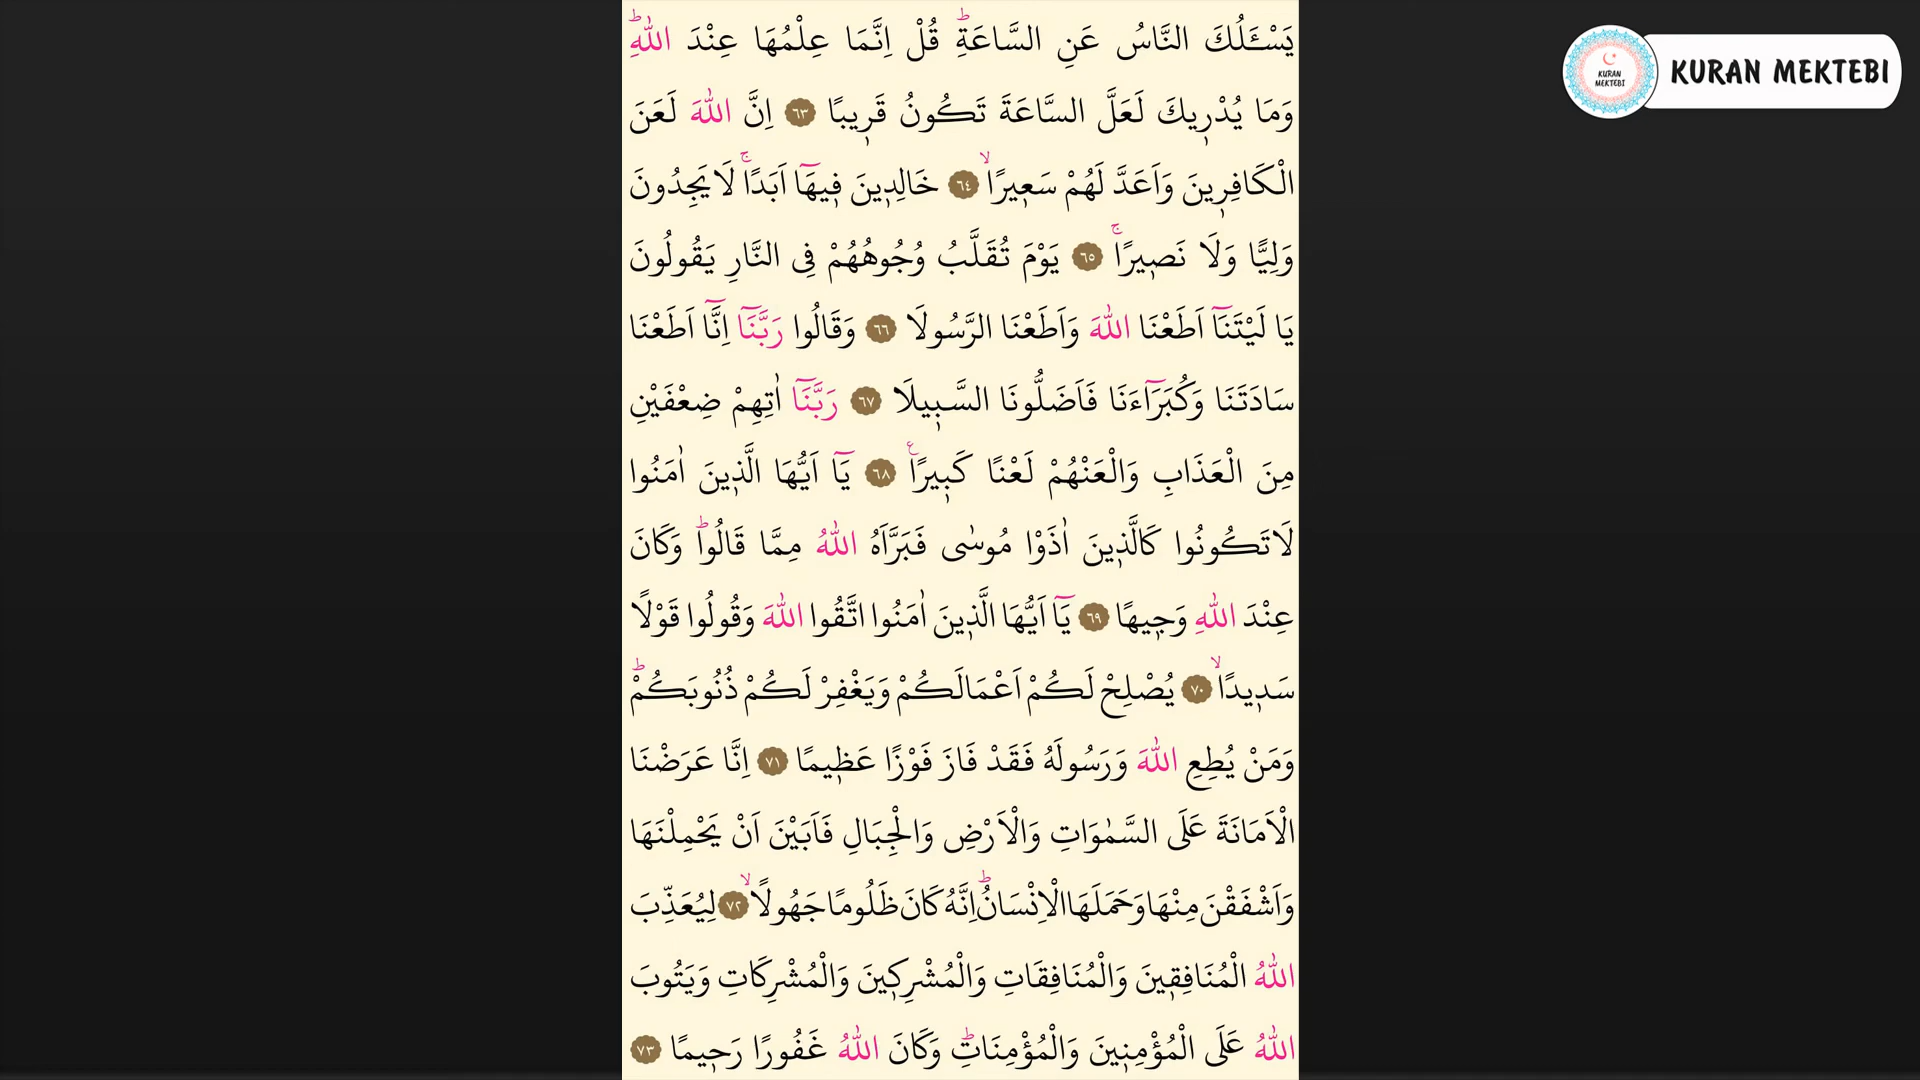 يَسْـَٔلُكَ النَّاسُ عَنِ السَّاعَةِۜ قُلْ اِنَّمَا عِلْمُهَا عِنْدَ اللّٰهِۜ
وَمَا يُدْر۪يكَ لَعَلَّ السَّاعَةَ تَكُونُ قَر۪يبًا ٦٣ اِنَّ اللّٰهَ لَعَنَ
الْكَافِر۪ينَ وَاَعَدَّ لَهُمْ سَع۪يرًاۙ ٦٤ خَالِد۪ينَ ف۪يهَٓا اَبَدًاۚ لَا يَجِدُونَ
وَلِيًّا وَلَا نَص۪يرًاۚ ٦٥ يَوْمَ تُقَلَّبُ وُجُوهُهُمْ فِى النَّارِ يَقُولُونَ
يَا لَيْتَنَٓا اَطَعْنَا اللّٰهَ وَاَطَعْنَا الرَّسُولَا ٦٦ وَقَالُوا رَبَّنَٓا اِنَّٓا اَطَعْنَا
سَادَتَنَا وَكُبَرَٓاءَنَا فَاَضَلُّونَا السَّب۪يلَا ٦٧ رَبَّنَٓا اٰتِهِمْ ضِعْفَيْنِ
مِنَ الْعَذَابِ وَالْعَنْهُمْ لَعْنًا كَب۪يرًاۧ ٦٨ يَٓا اَيُّهَا الَّذ۪ينَ اٰمَنُوا
لَا تَكُونُوا كَالَّذ۪ينَ اٰذَوْا مُوسٰى فَبَرَّاَهُ اللّٰهُ مِمَّا قَالُواۜ وَكَانَ
عِنْدَ اللّٰهِ وَج۪يهًا ٦٩ يَٓا اَيُّهَا الَّذ۪ينَ اٰمَنُوا اتَّقُوا اللّٰهَ وَقُولُوا قَوْلًا
سَد۪يدًاۙ ٧٠ يُصْلِحْ لَكُمْ اَعْمَالَكُمْ وَيَغْفِرْ لَكُمْ ذُنُوبَكُمْۜ
وَمَنْ يُطِعِ اللّٰهَ وَرَسُولَهُ فَقَدْ فَازَ فَوْزًا عَظ۪يمًا ٧١ اِنَّا عَرَضْنَا
الْاَمَانَةَ عَلَى السَّمٰوَاتِ وَالْاَرْضِ وَالْجِبَالِ فَاَبَيْنَ اَنْ يَحْمِلْنَهَا
وَاَشْفَقْنَ مِنْهَا وَحَمَلَهَا الْاِنْسَانُۜ اِنَّهُ كَانَ ظَلُومًا جَهُولًاۙ ٧٢ لِيُعَذِّبَ
اللّٰهُ الْمُنَافِق۪ينَ وَالْمُنَافِقَاتِ وَالْمُشْرِك۪ينَ وَالْمُشْرِكَاتِ وَيَتُوبَ
اللّٰهُ عَلَى الْمُؤْمِن۪ينَ وَالْمُؤْمِنَاتِۜ وَكَانَ اللّٰهُ غَفُورًا رَح۪يمًا ٧٣
KURAN MEKTEBI
KURAN MEKTEBI